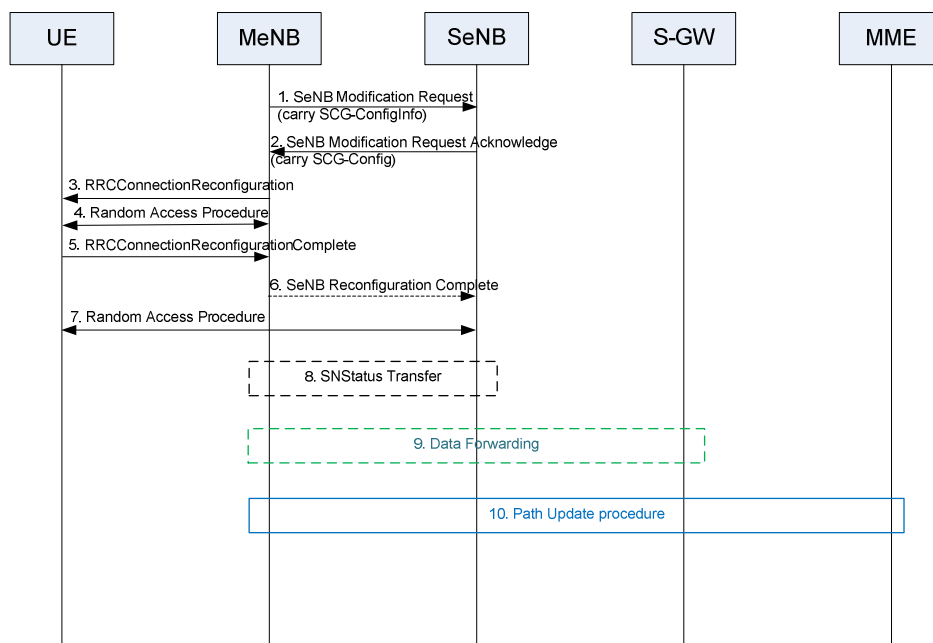 UE
MeNB
SeNB
S-GW
MME
1. SeNB Modification Request
(carry SCG-ConfigInfo)
2. SeNB Modification Request Acknowledge
(carry SCG-Config)
3. RRCConnectionReconfiguration
4. Random Access Procedure
5. RRCConnectionReconfigurationComplete
6. SeNB Reconfiguration Complete
7. Random Access Procedure
8. SNStatus Transfer
9. Data Forwarding
10. Path Update procedure